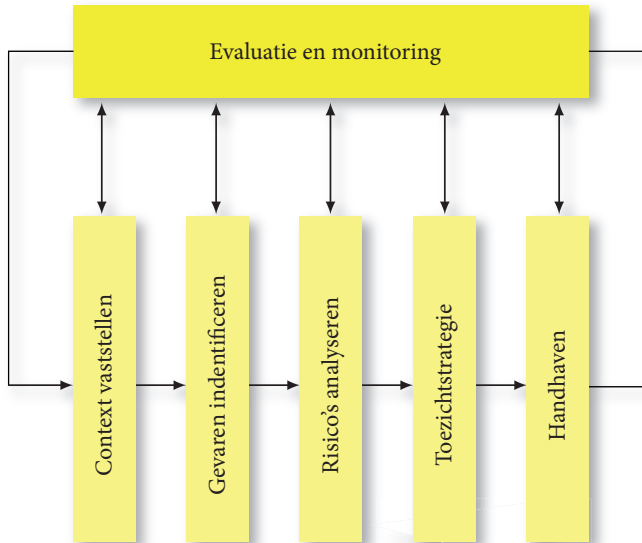 Evaluatie en monitoring
Context vaststellen
Gevaren indentificeren
Risico's analyseren
Toezichtstrategie
Handhaven